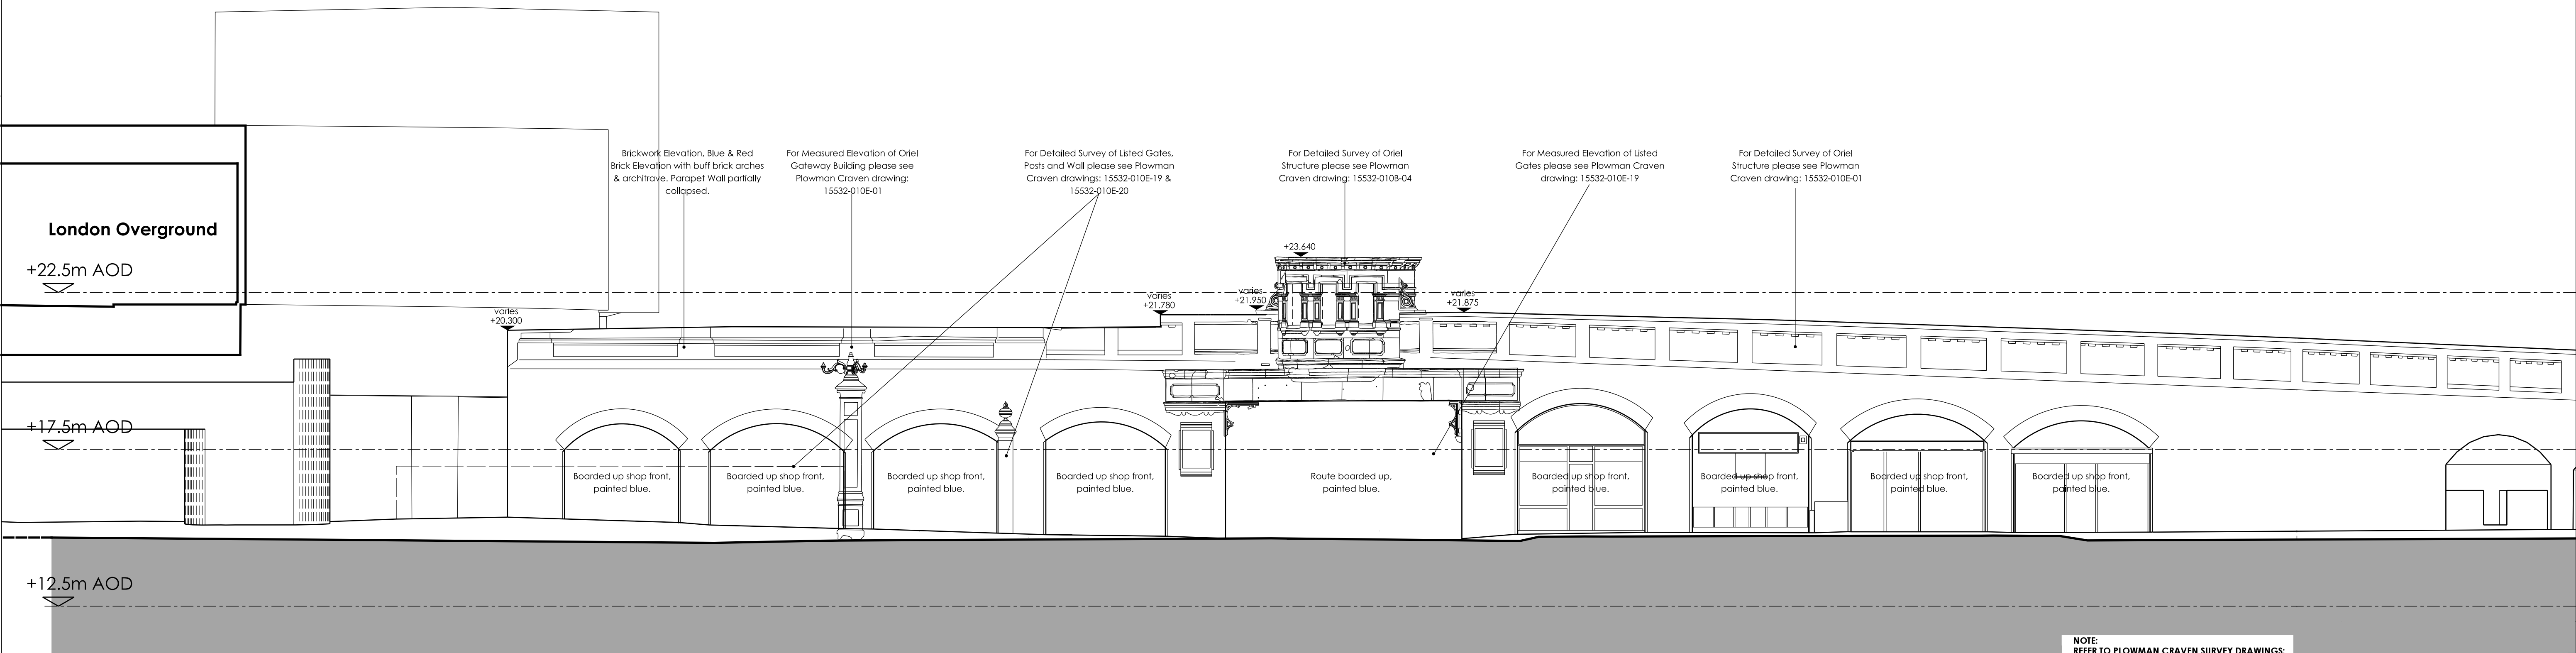 Brickwork Elevation, Blue & Red
Brick Elevation with buff brick arches
& architrave. Parapet Wall partially
collapsed.
For Measured Elevation of Oriel
Gateway Building please see
Plowman Craven drawing:
15532-010E-01
For Detailed Survey of Listed Gates,
Posts and Wall please see Plowman
Craven drawings: 15532-010E-19 &
15532-010E-20
For Detailed Survey of Oriel
Structure please see Plowman
Craven drawing: 15532-010B-04
For Measured Elevation of Listed
Gates please see Plowman Craven
drawing: 15532-010E-19
For Detailed Survey of Oriel
Structure please see Plowman
Craven drawing: 15532-010E-01
London Overground
+22.5m AOD
+23.640
varies
+20.300
varies
+21.780
varies
+21.950
varies
+21.875
+17.5m AOD
Boarded up shop front,
painted blue.
Boarded up shop front,
painted blue.
Boarded up shop front,
painted blue.
Boarded up shop front,
painted blue.
Route boarded up,
painted blue.
Boarded up shop front,
painted blue.
Boarded up shop front,
painted blue.
Boarded up shop front,
painted blue.
Boarded up shop front,
painted blue.
+12.5m AOD
NOTE:
REFER TO PLOWMAN CRAVEN SURVEY DRAWINGS: